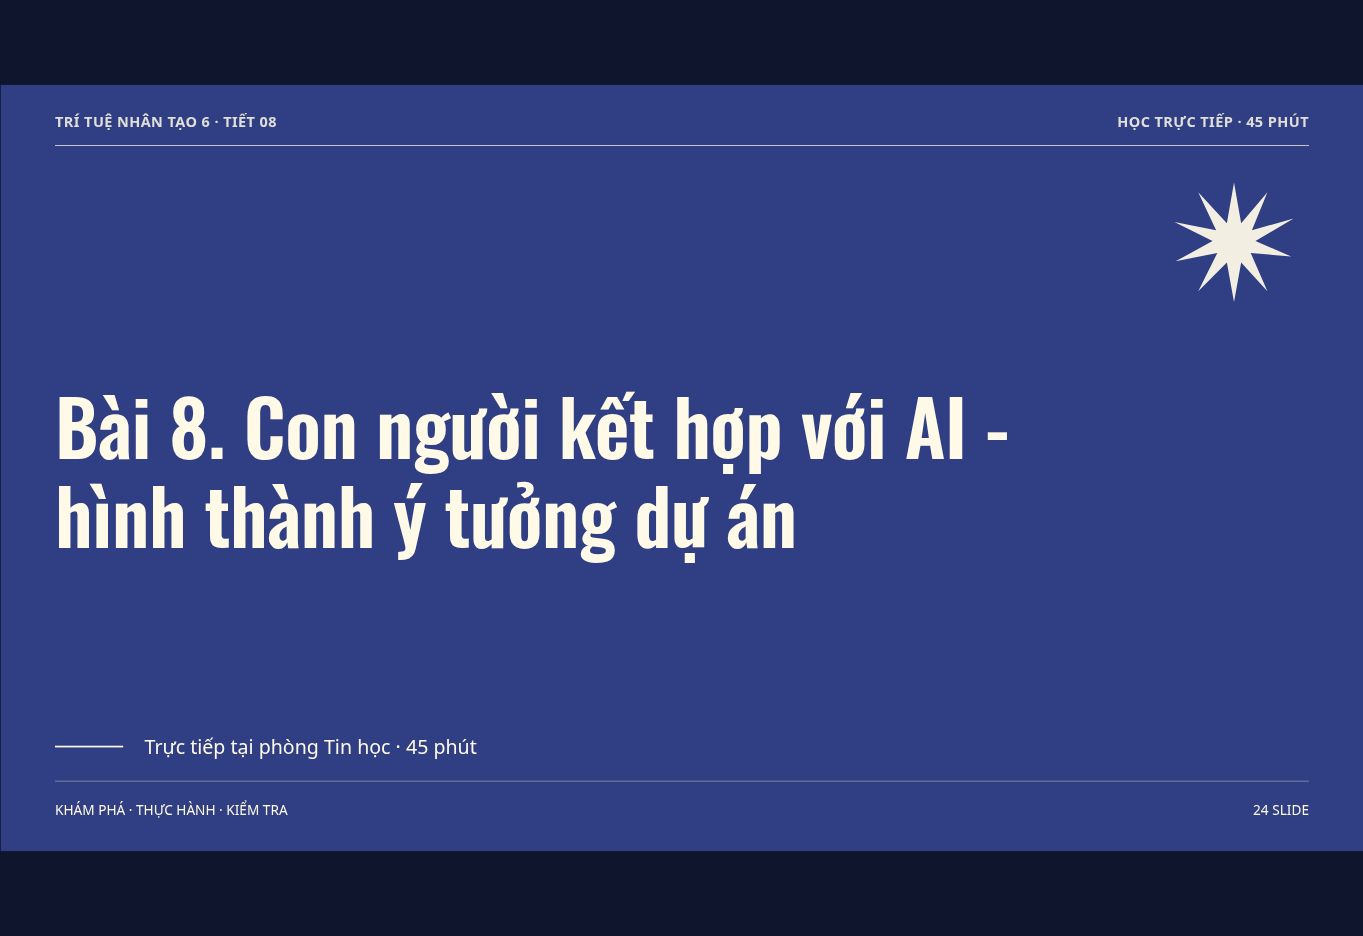 TRÍ TUỆ NHÂN TẠO 6 · TIẾT 08
HỌC TRỰC TIẾP · 45 PHÚT
Bài 8. Con người kết hợp với AI -
hình thành ý tưởng dự án
Trực tiếp tại phòng Tin học · 45 phút
KHÁM PHÁ · THỰC HÀNH · KIỂM TRA
24 SLIDE